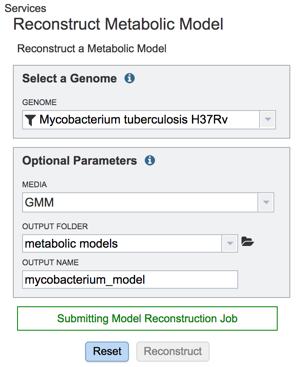 Services
Reconstruct Metabolic Model
Reconstruct a Metabolic Model
Select a Genome
GENOME
Mycobacterium tuberculosis H37Rv
Optional Parameters
MEDIA
GMM
OUTPUT FOLDER
metabolic models
OUTPUT NAME
mycobacterium_model
Submitting Model Reconstruction Job
Reset Reconstruct